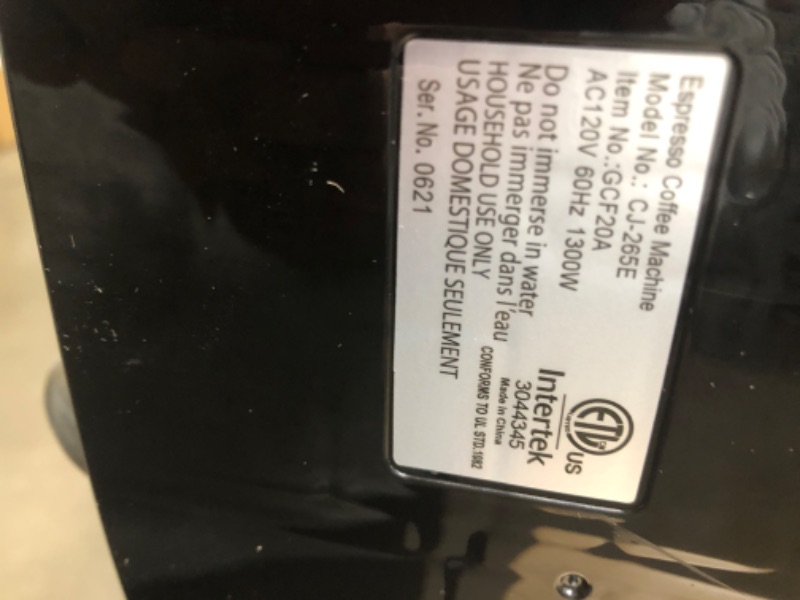 Espresso Coffee Machine
Model No.: CJ-265E
Item No.:GCF20A
AC120V 60Hz 1300W
Do not immerse in water
Ne pas immerger dans l'eau
HOUSEHOLD USE ONLY
USAGE DOMESTIQUE SEULEMENT
Ser. No. 0621
ETL US
Intertek
3044345
Made in China
CONFORMS TO UL STD.1082